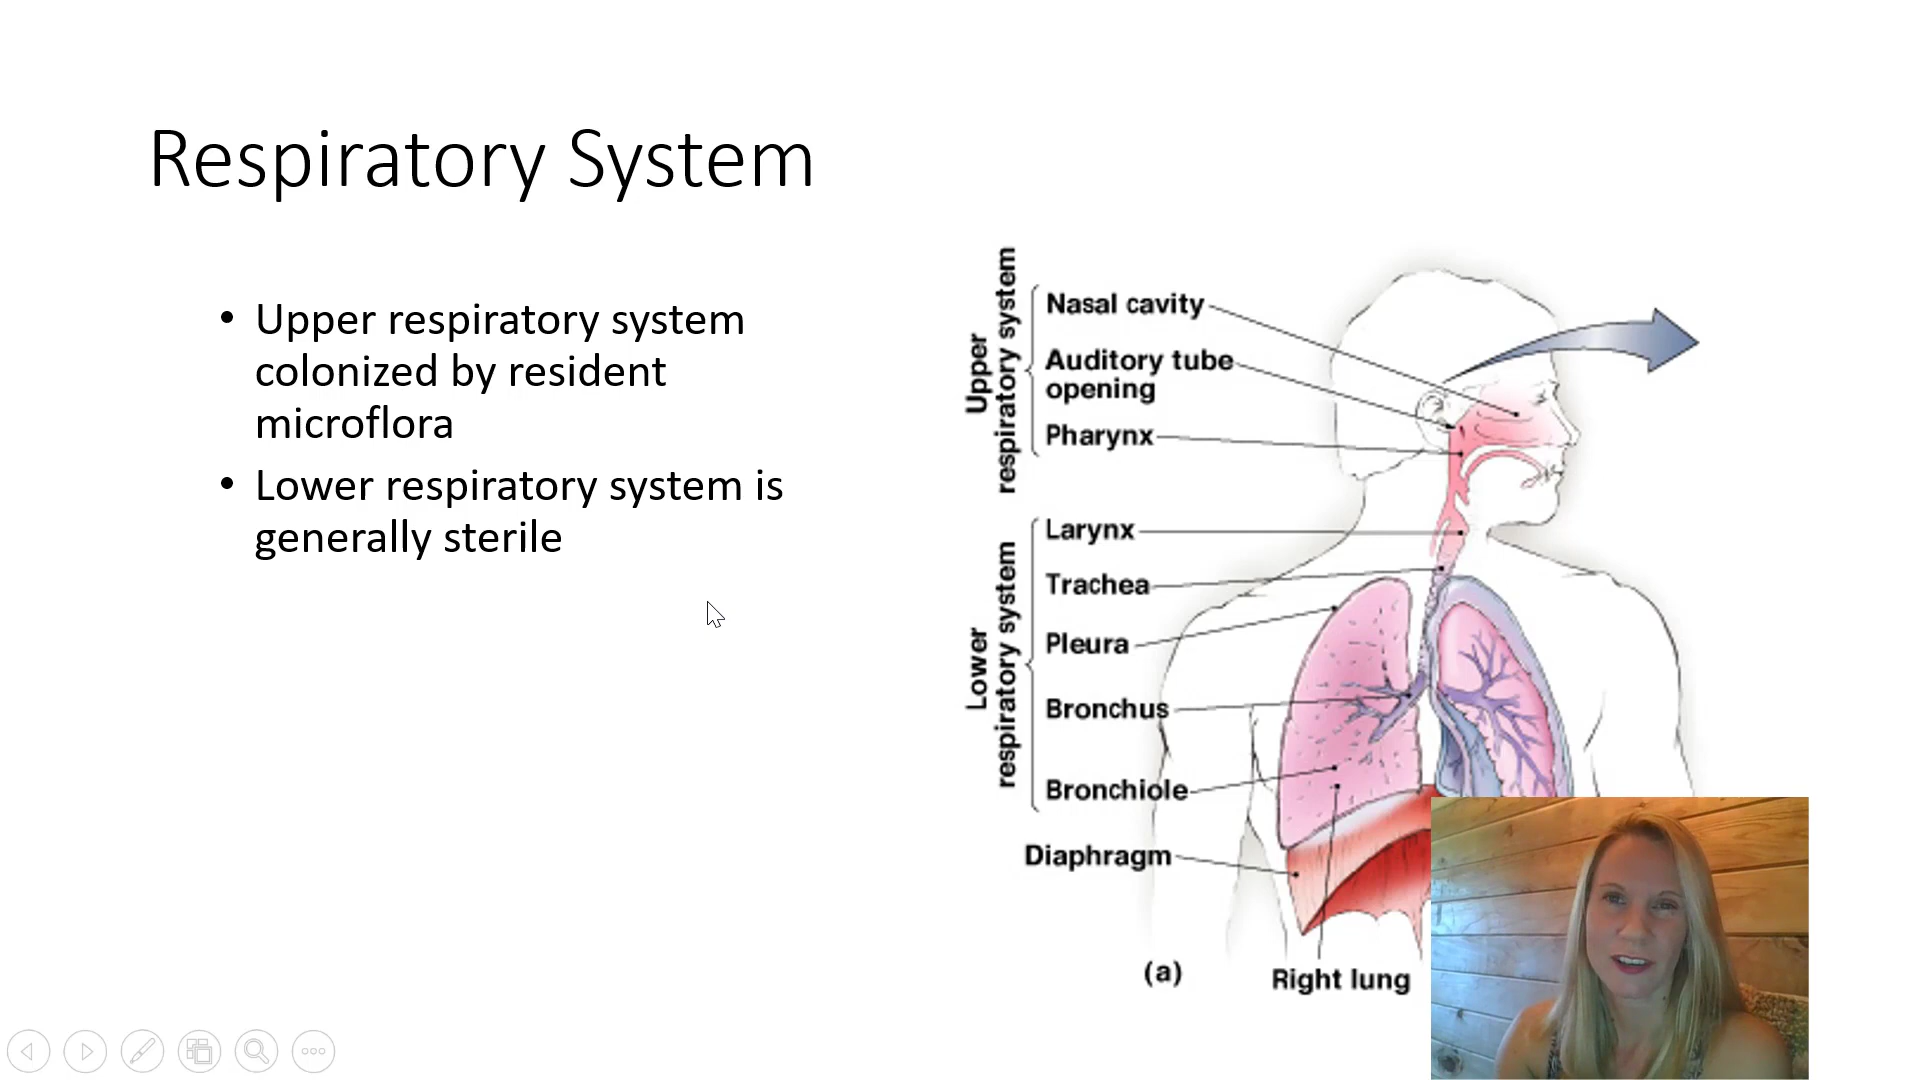 Respiratory System
• Upper respiratory system
colonized by resident
microflora
• Lower respiratory system is
generally sterile
Upper
respiratory system
Nasal cavity
Auditory tube
opening
Pharynx
Lower
respiratory system
Larynx
Trachea
Pleura
Bronchus
Bronchiole
Diaphragm
(a)
Right lung